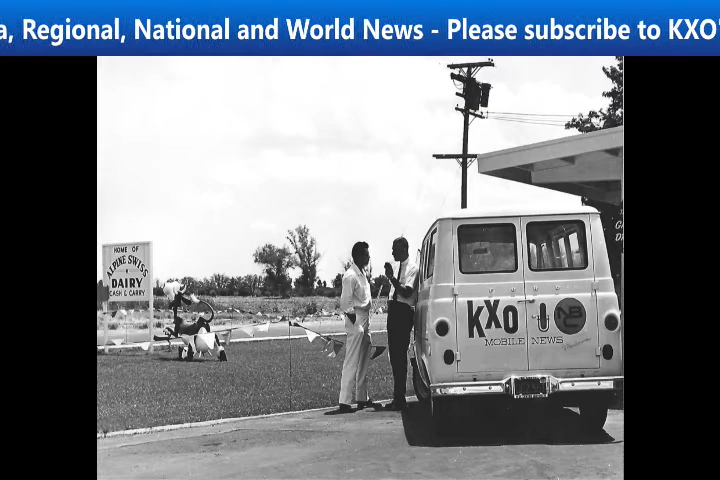 a, Regional, National and World News - Please subscribe to KXO'
HOME OF
ALPINE SWISS
DAIRY
CASH & CARRY
KXO NBC
MOBILE NEWS